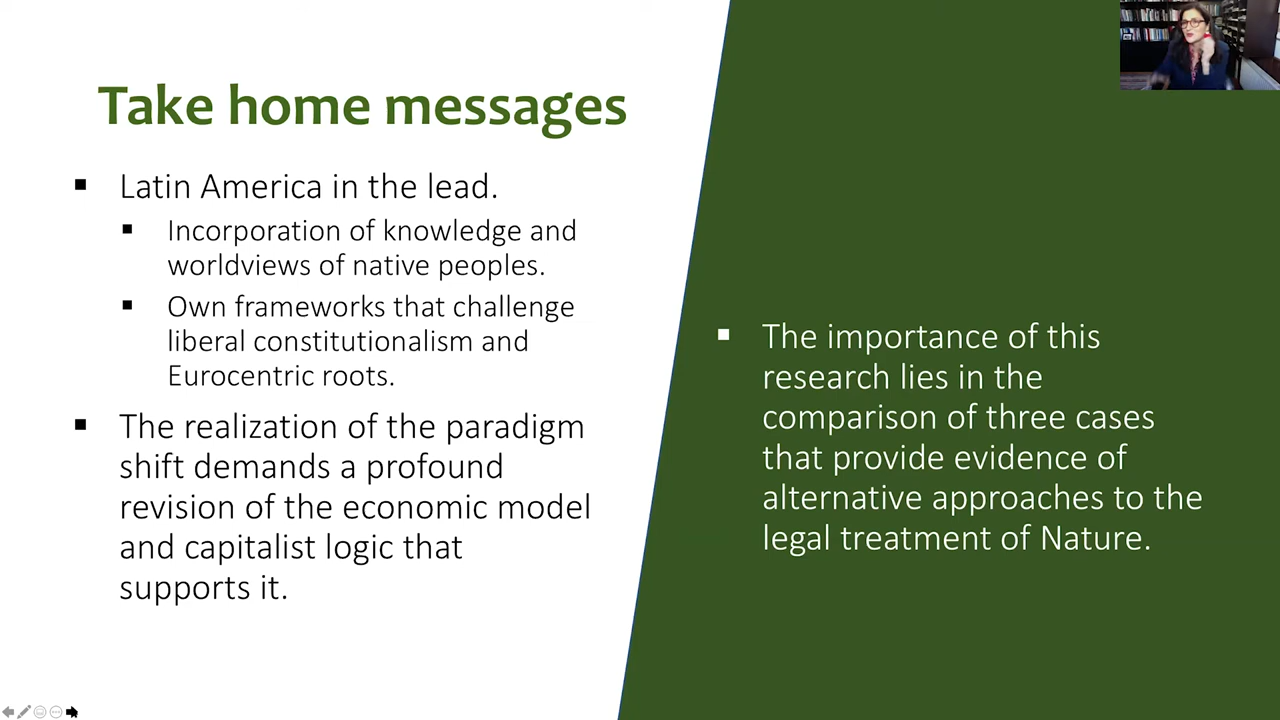 Take home messages
▪ Latin America in the lead.
▪ Incorporation of knowledge and
worldviews of native peoples.
▪ Own frameworks that challenge
liberal constitutionalism and
Eurocentric roots.
▪ The realization of the paradigm
shift demands a profound
revision of the economic model
and capitalist logic that
supports it.
▪ The importance of this
research lies in the
comparison of three cases
that provide evidence of
alternative approaches to the
legal treatment of Nature.